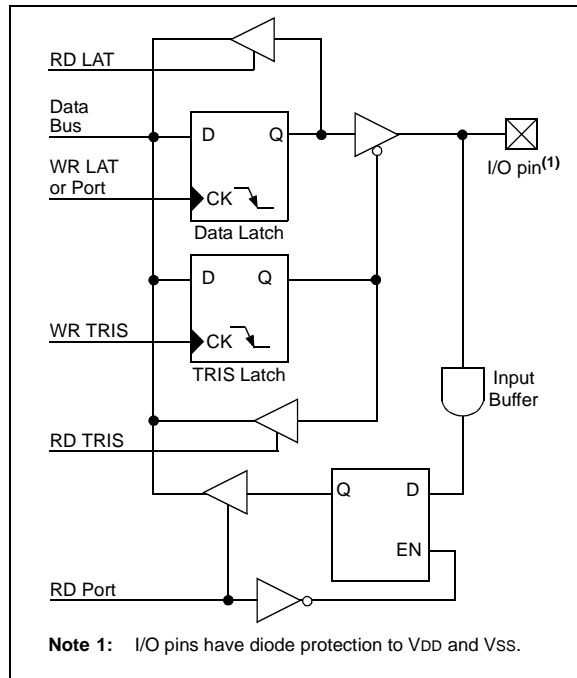 RD LAT
Data
Bus
D Q
WR LAT
or Port
I/O pin(1)
CK
Data Latch
D Q
WR TRIS
CK
TRIS Latch
Input
Buffer
RD TRIS
Q D
EN
RD Port
Note 1: I/O pins have diode protection to VDD and VSS.